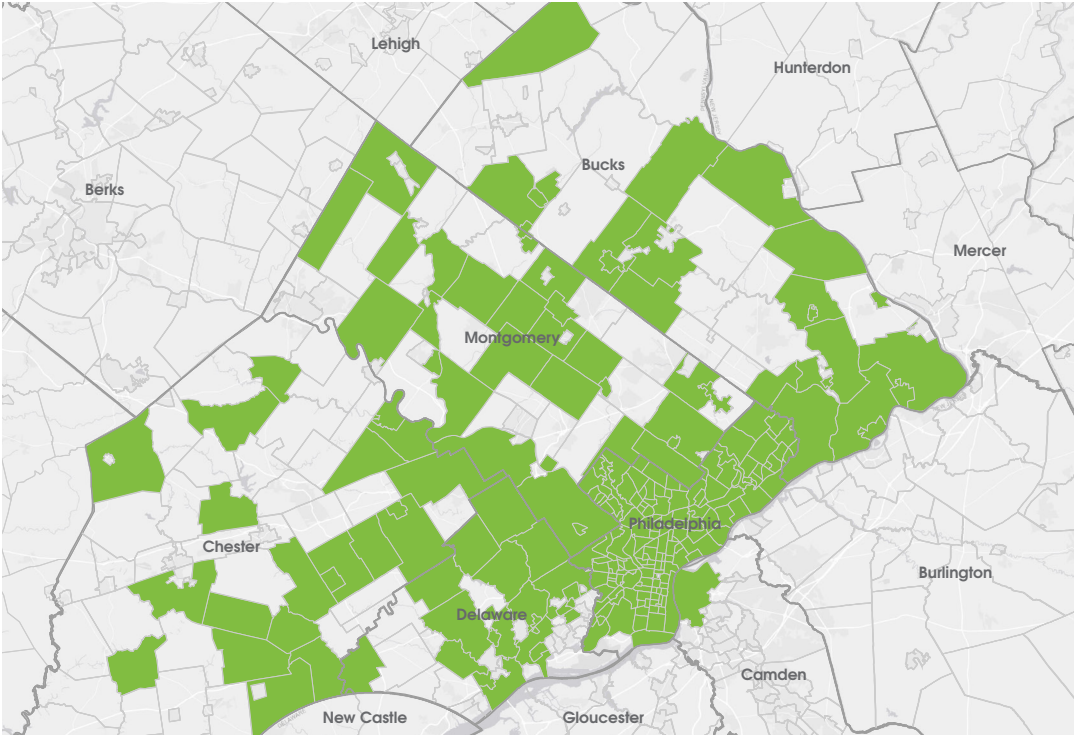 Lehigh
Hunterdon
Bucks
Berks
Mercer
Montgomery
Philadelphia
Chester
Burlington
Delaware
Camden
New Castle
Gloucester